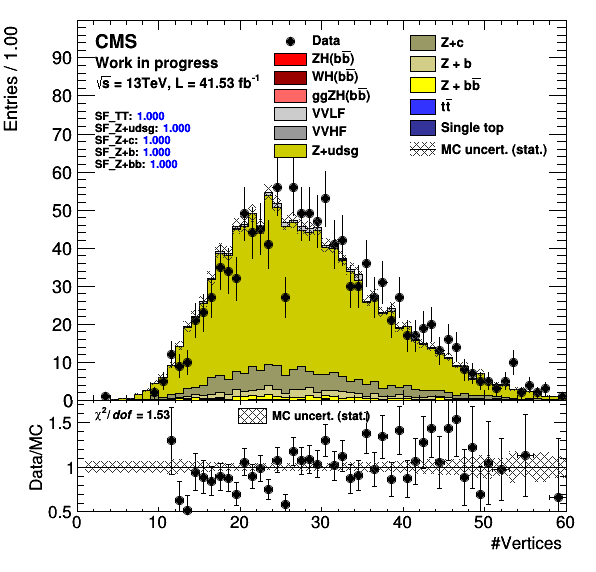 CMS
Work in progress
√s = 13TeV, L = 41.53 fb⁻¹
SF_TT: 1.000
SF_Z+udsg: 1.000
SF_Z+c: 1.000
SF_Z+b: 1.000
SF_Z+bb: 1.000
Data
ZH(bb̅)
WH(bb̅)
ggZH(bb̅)
VVLF
VVHF
Z+udsg
Z+c
Z + b
Z + bb̅
tt̅
Single top
MC uncert. (stat.)
Entries / 1.00
90
80
70
60
50
40
30
20
10
0
χ²/ dof = 1.53
MC uncert. (stat.)
Data/MC
1.5
1
0.5
0 10 20 30 40 50 60
#Vertices